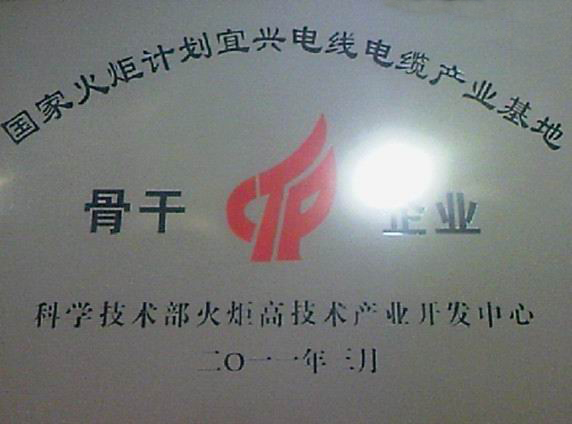 国家火炬计划宜兴电线电缆产业基地
骨干 企业
科学技术部火炬高技术产业开发中心
二〇一一年三月